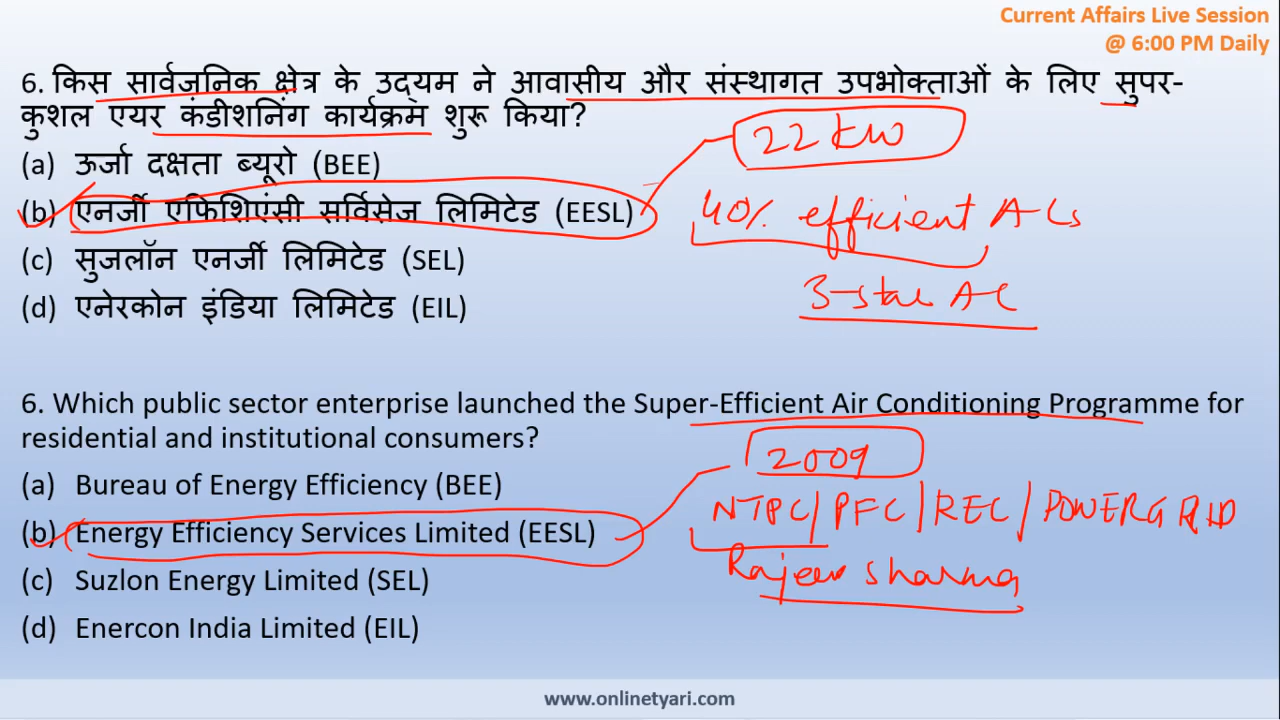 Current Affairs Live Session
@ 6:00 PM Daily
6. किस सार्वजनिक क्षेत्र के उद्यम ने आवासीय और संस्थागत उपभोक्ताओं के लिए सुपर-
कुशल एयर कंडीशनिंग कार्यक्रम शुरू किया?
22 kW
(a) ऊर्जा दक्षता ब्यूरो (BEE)
(b) एनर्जी एफिशिएंसी सर्विसेज लिमिटेड (EESL)
40% efficient ACs
(c) सुजलॉन एनर्जी लिमिटेड (SEL)
3-star AC
(d) एनेरकोन इंडिया लिमिटेड (EIL)
6. Which public sector enterprise launched the Super-Efficient Air Conditioning Programme for
residential and institutional consumers?
2009
(a) Bureau of Energy Efficiency (BEE)
NTPC/ PFC / REC / POWERGRID
(b) Energy Efficiency Services Limited (EESL)
Rajeev Sharma
(c) Suzlon Energy Limited (SEL)
(d) Enercon India Limited (EIL)
www.onlinetyari.com